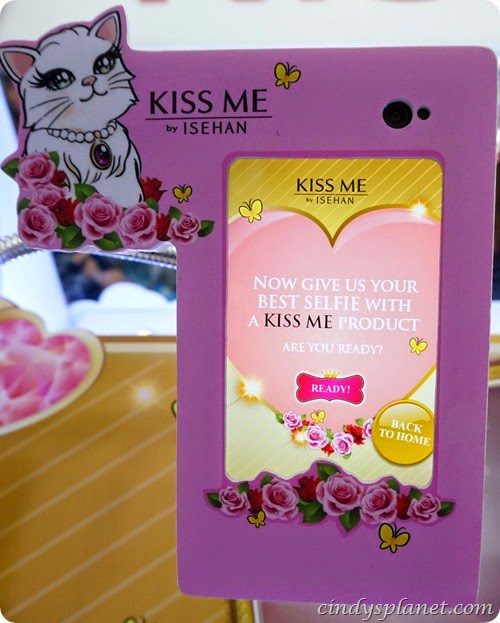 KISS ME
by ISEHAN
KISS ME
by ISEHAN
NOW GIVE US YOUR
BEST SELFIE WITH
A KISS ME PRODUCT
ARE YOU READY?
READY!
BACK
TO HOME
cindysplanet.com